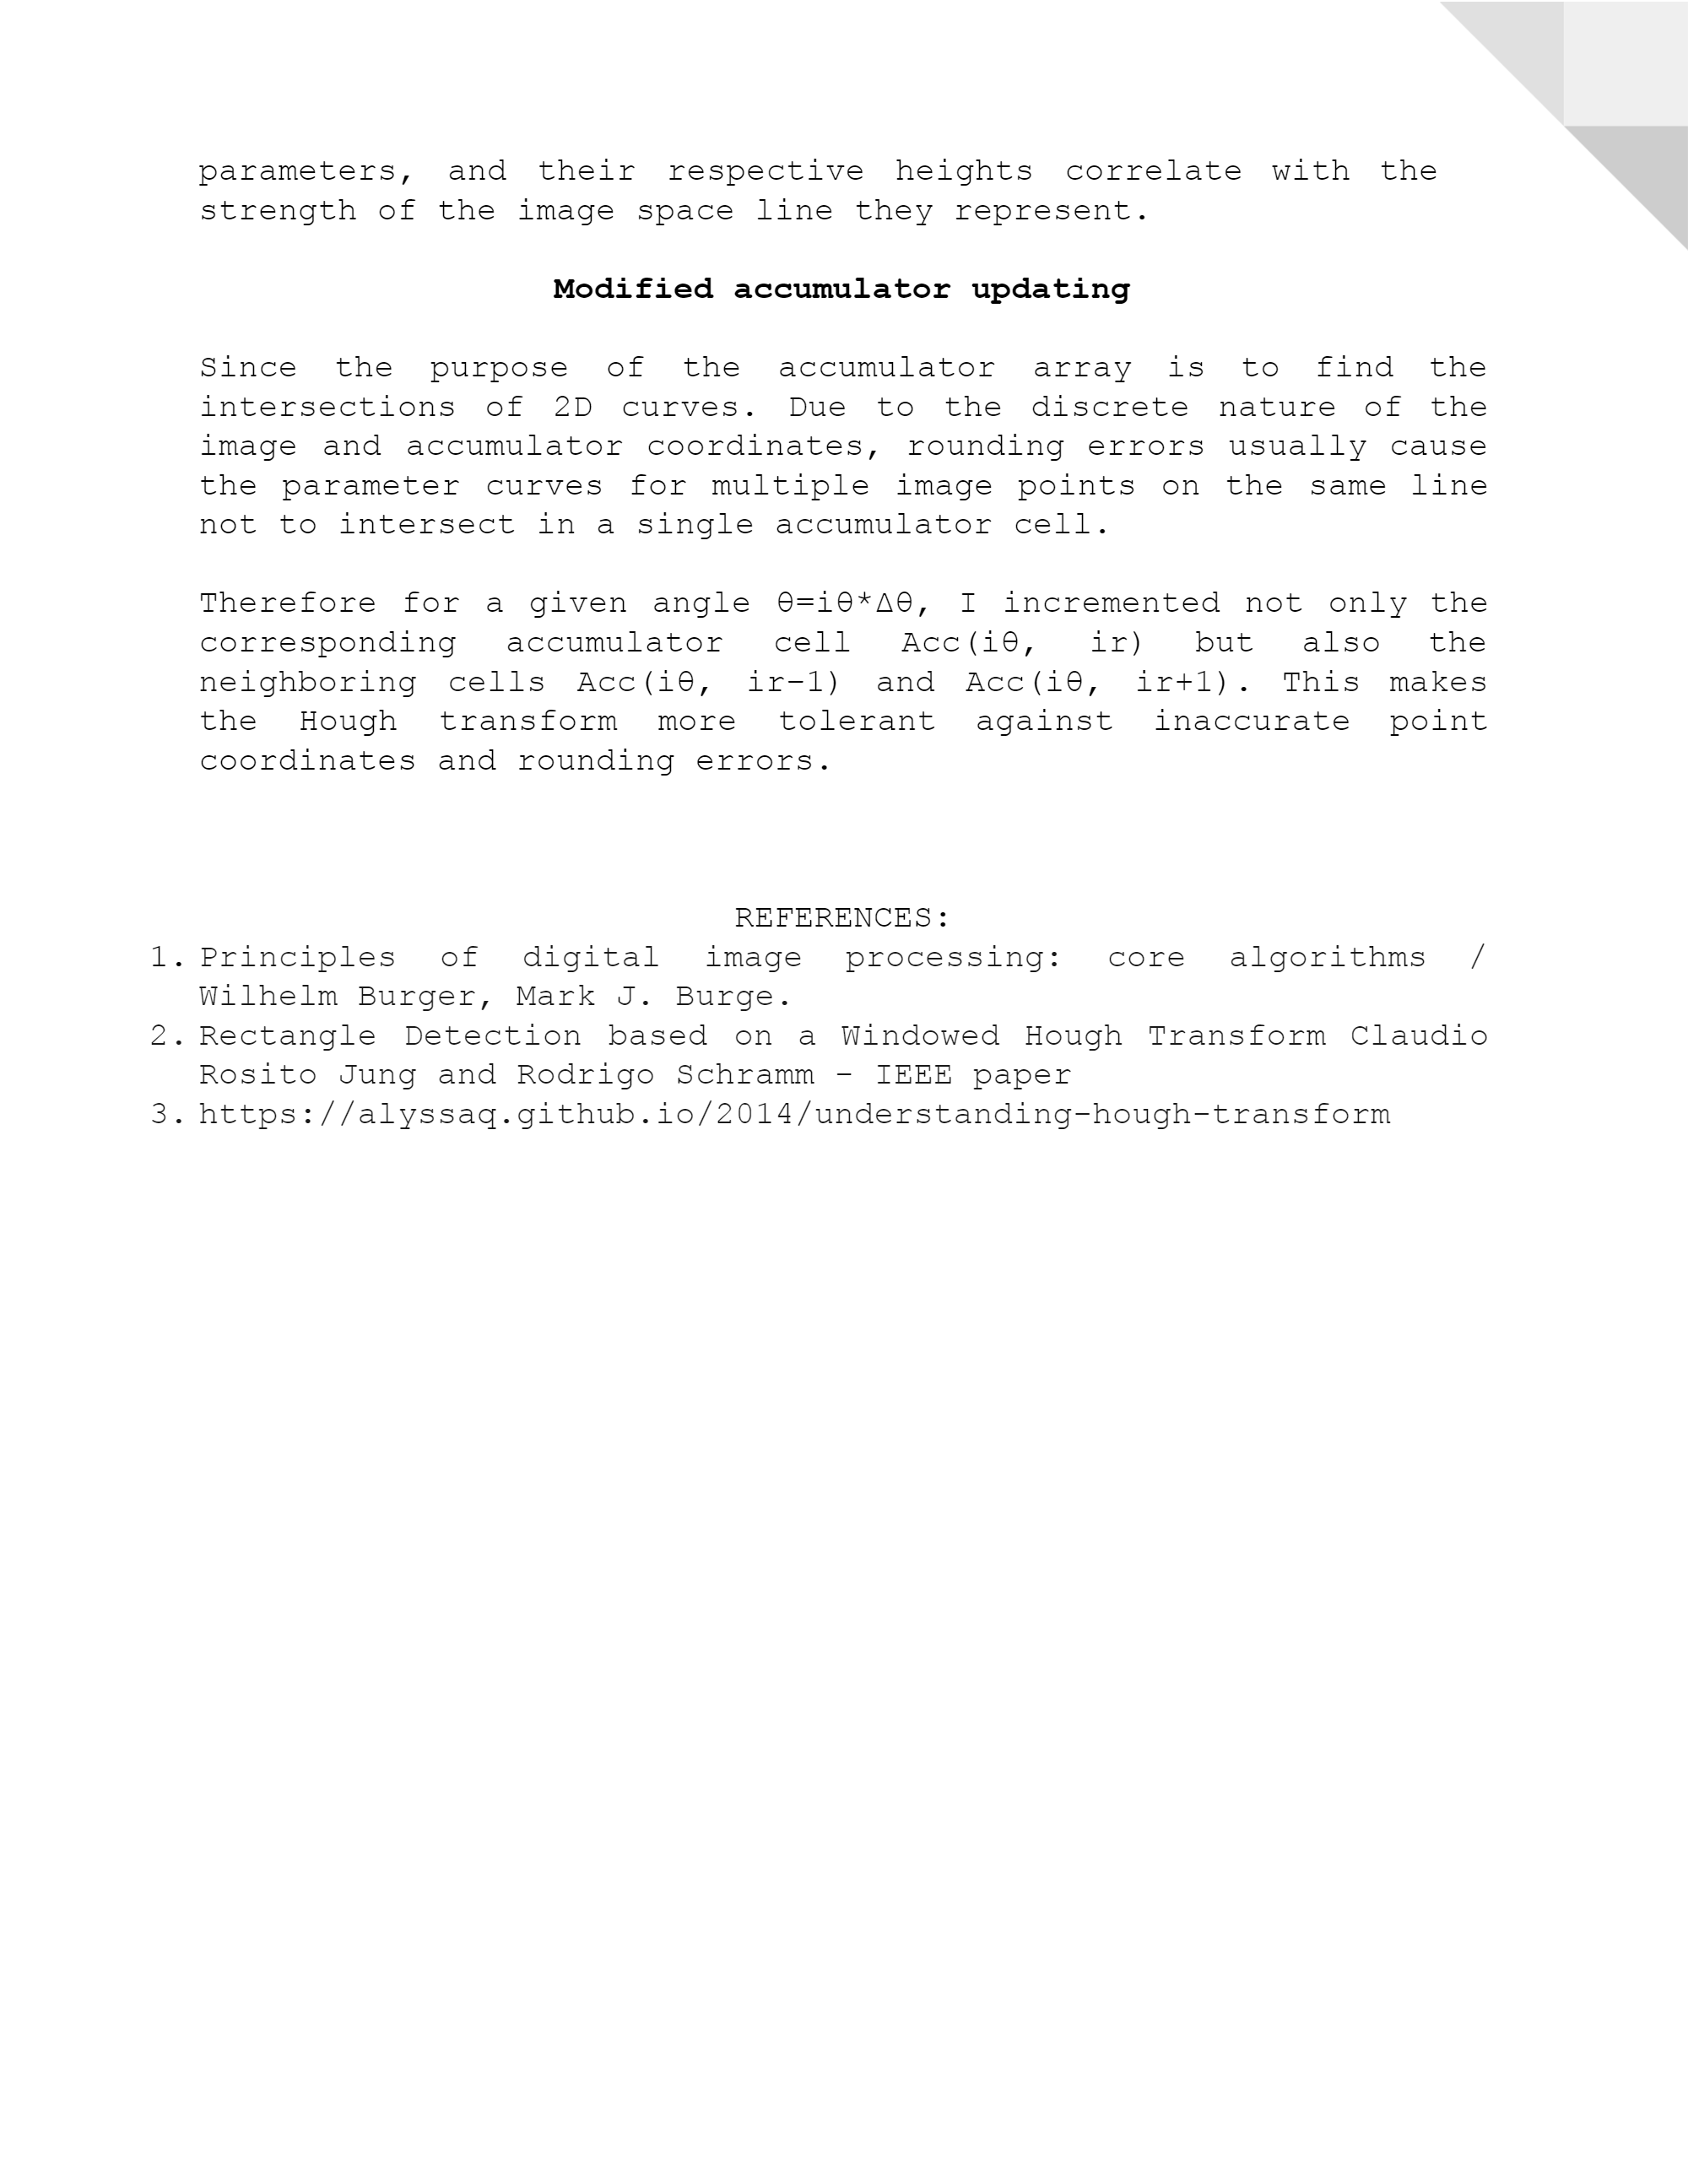 parameters, and their respective heights correlate with the
strength of the image space line they represent.
Modified accumulator updating
Since the purpose of the accumulator array is to find the
intersections of 2D curves. Due to the discrete nature of the
image and accumulator coordinates, rounding errors usually cause
the parameter curves for multiple image points on the same line
not to intersect in a single accumulator cell.
Therefore for a given angle θ=iθ*Δθ, I incremented not only the
corresponding accumulator cell Acc(iθ, ir) but also the
neighboring cells Acc(iθ, ir−1) and Acc(iθ, ir+1). This makes
the Hough transform more tolerant against inaccurate point
coordinates and rounding errors.
REFERENCES:
1. Principles of digital image processing: core algorithms /
Wilhelm Burger, Mark J. Burge.
2. Rectangle Detection based on a Windowed Hough Transform Claudio
Rosito Jung and Rodrigo Schramm - IEEE paper
3. https://alyssaq.github.io/2014/understanding-hough-transform